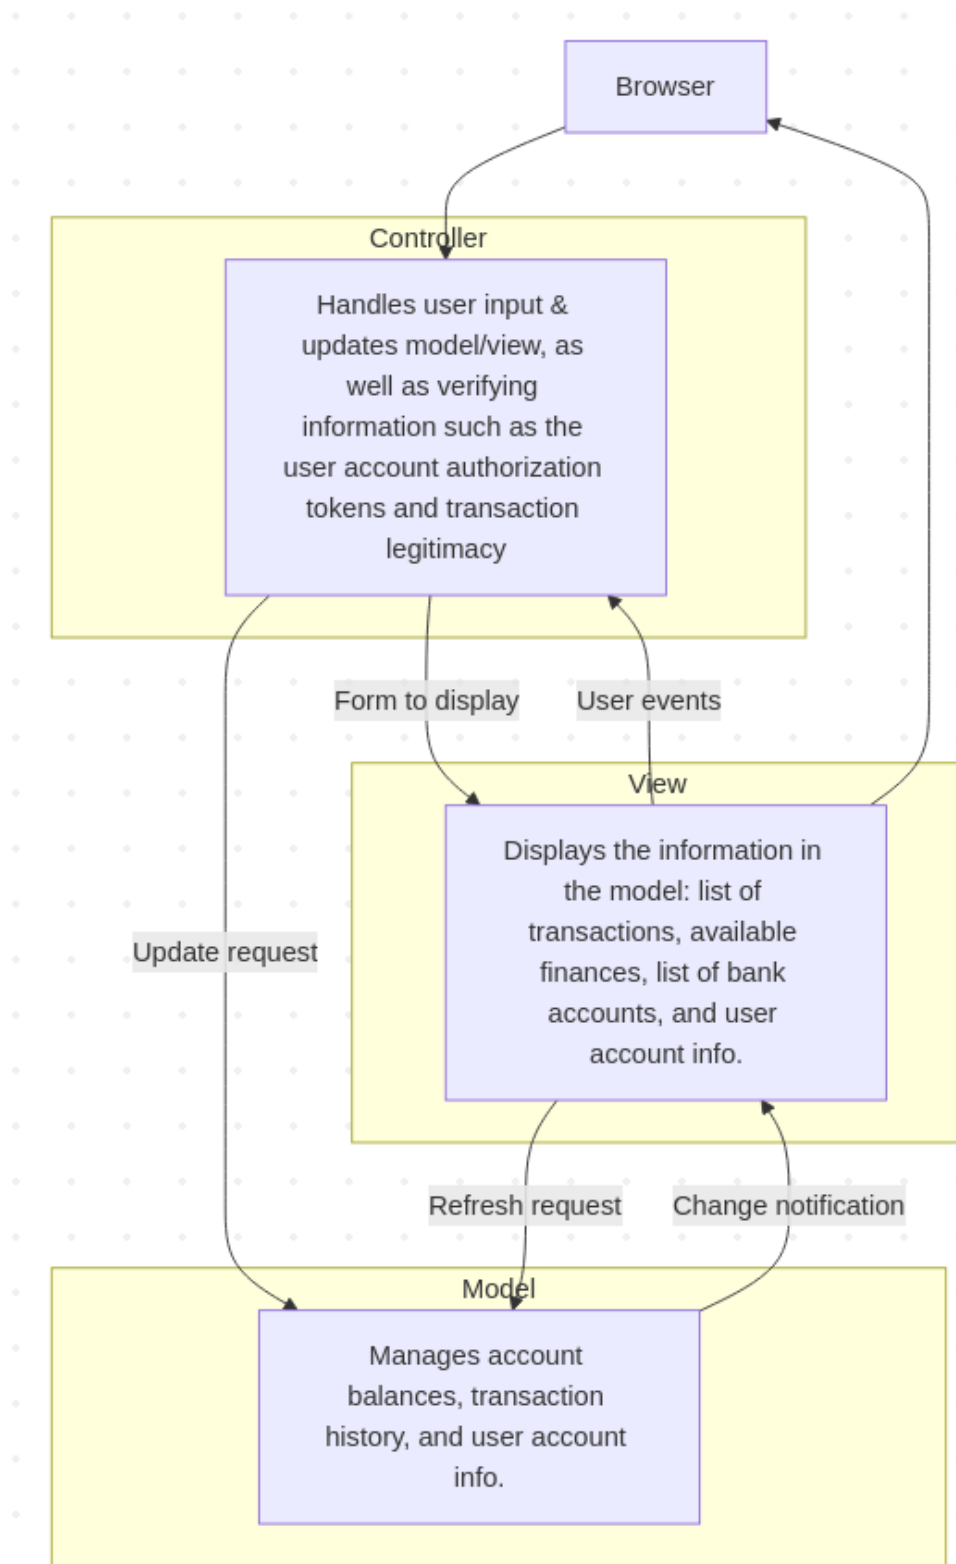 Browser
Controller
Handles user input &
updates model/view, as
well as verifying
information such as the
user account authorization
tokens and transaction
legitimacy
Form to display
User events
View
Displays the information in
the model: list of
transactions, available
finances, list of bank
accounts, and user
account info.
Update request
Refresh request
Change notification
Model
Manages account
balances, transaction
history, and user account
info.